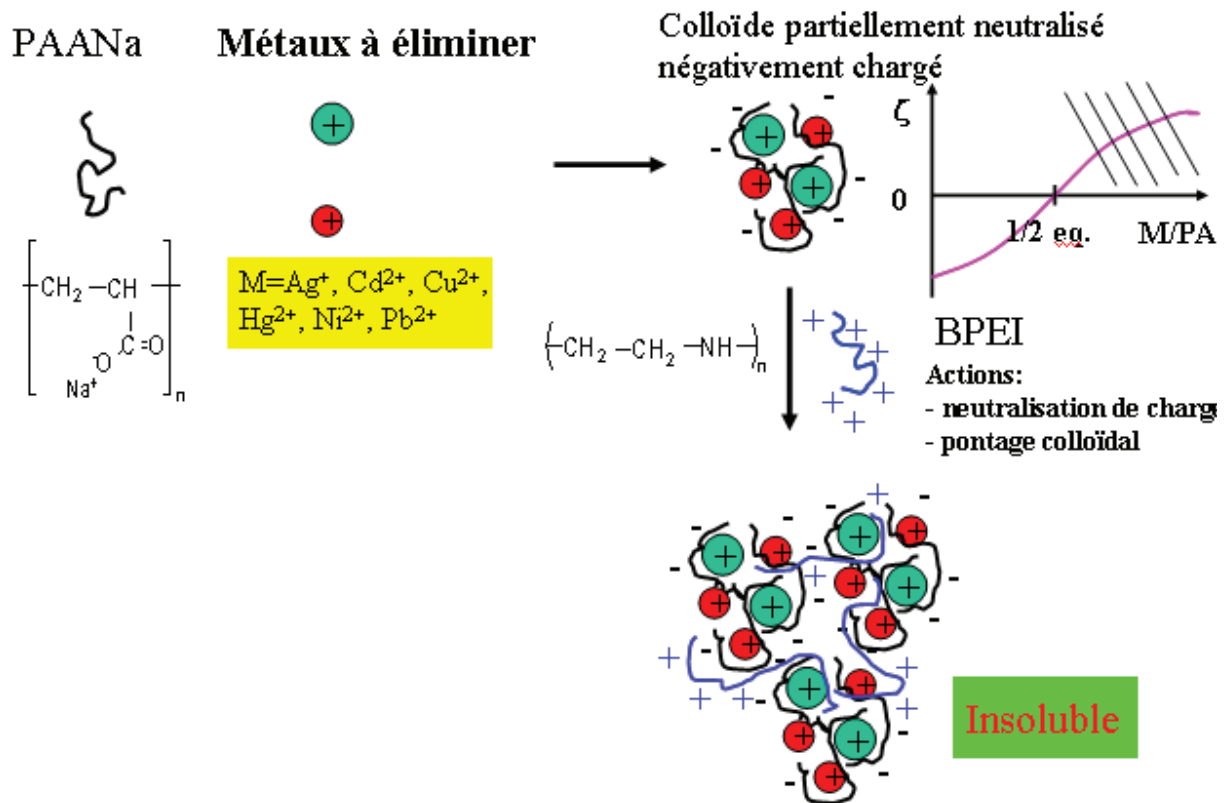 PAANa
Métaux à éliminer
Colloïde partiellement neutralisé
négativement chargé
ζ
0
1/2 eq.
M/PA
M=Ag⁺, Cd²⁺, Cu²⁺,
Hg²⁺, Ni²⁺, Pb²⁺
CH₂ – CH
C=O
⁻O
Na⁺
n
(CH₂ – CH₂ – NH)n
BPEI
Actions:
- neutralisation de charge
- pontage colloïdal
Insoluble